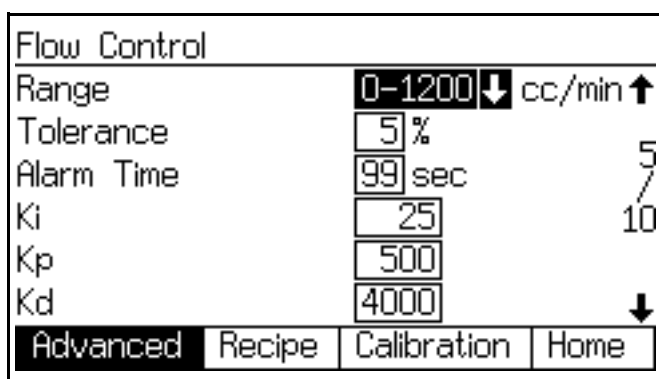 Flow Control
Range 0-1200 cc/min
Tolerance 5 %
Alarm Time 99 sec
Ki 25
Kp 500
Kd 4000
5
/
10
Advanced Recipe Calibration Home